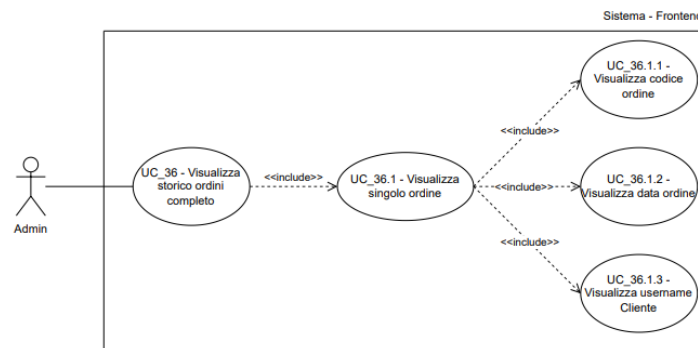 Sistema - Frontend
UC_36.1.1 -
Visualizza codice
ordine
<<include>>
UC_36 - Visualizza
storico ordini
completo
<<include>>
UC_36.1 - Visualizza
singolo ordine
<<include>>
UC_36.1.2 -
Visualizza data ordine
Admin
<<include>>
UC_36.1.3 -
Visualizza username
Cliente